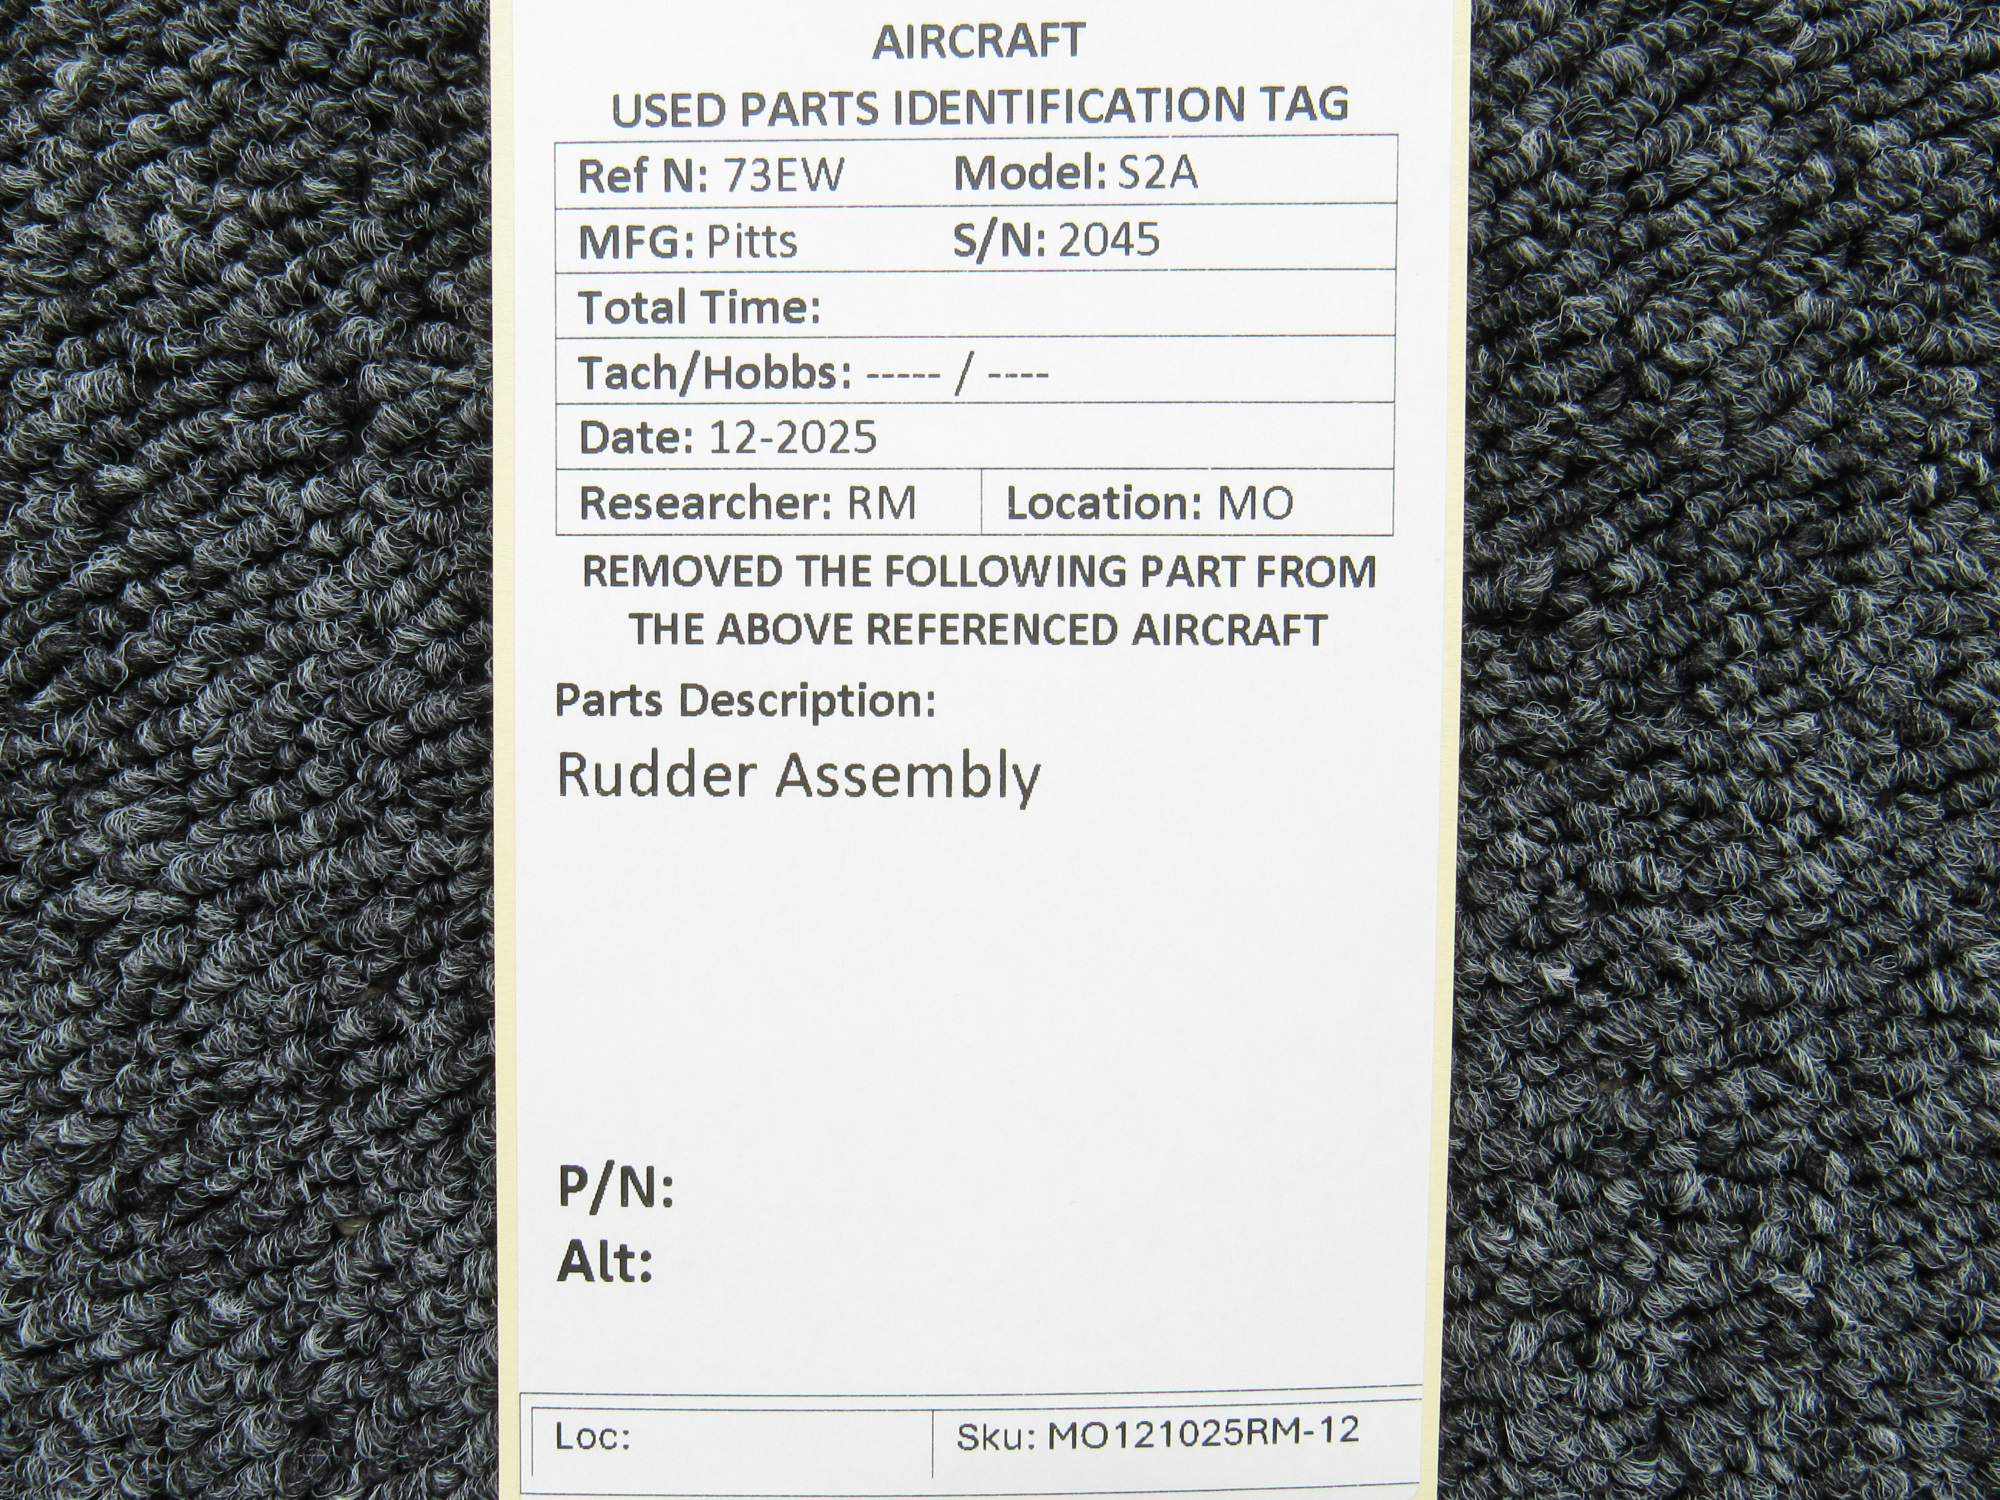 AIRCRAFT
USED PARTS IDENTIFICATION TAG
Ref N: 73EW Model: S2A
MFG: Pitts S/N: 2045
Total Time:
Tach/Hobbs: ----- / ----
Date: 12-2025
Researcher: RM Location: MO
REMOVED THE FOLLOWING PART FROM
THE ABOVE REFERENCED AIRCRAFT
Parts Description:
Rudder Assembly
P/N:
Alt:
Loc: Sku: MO121025RM-12